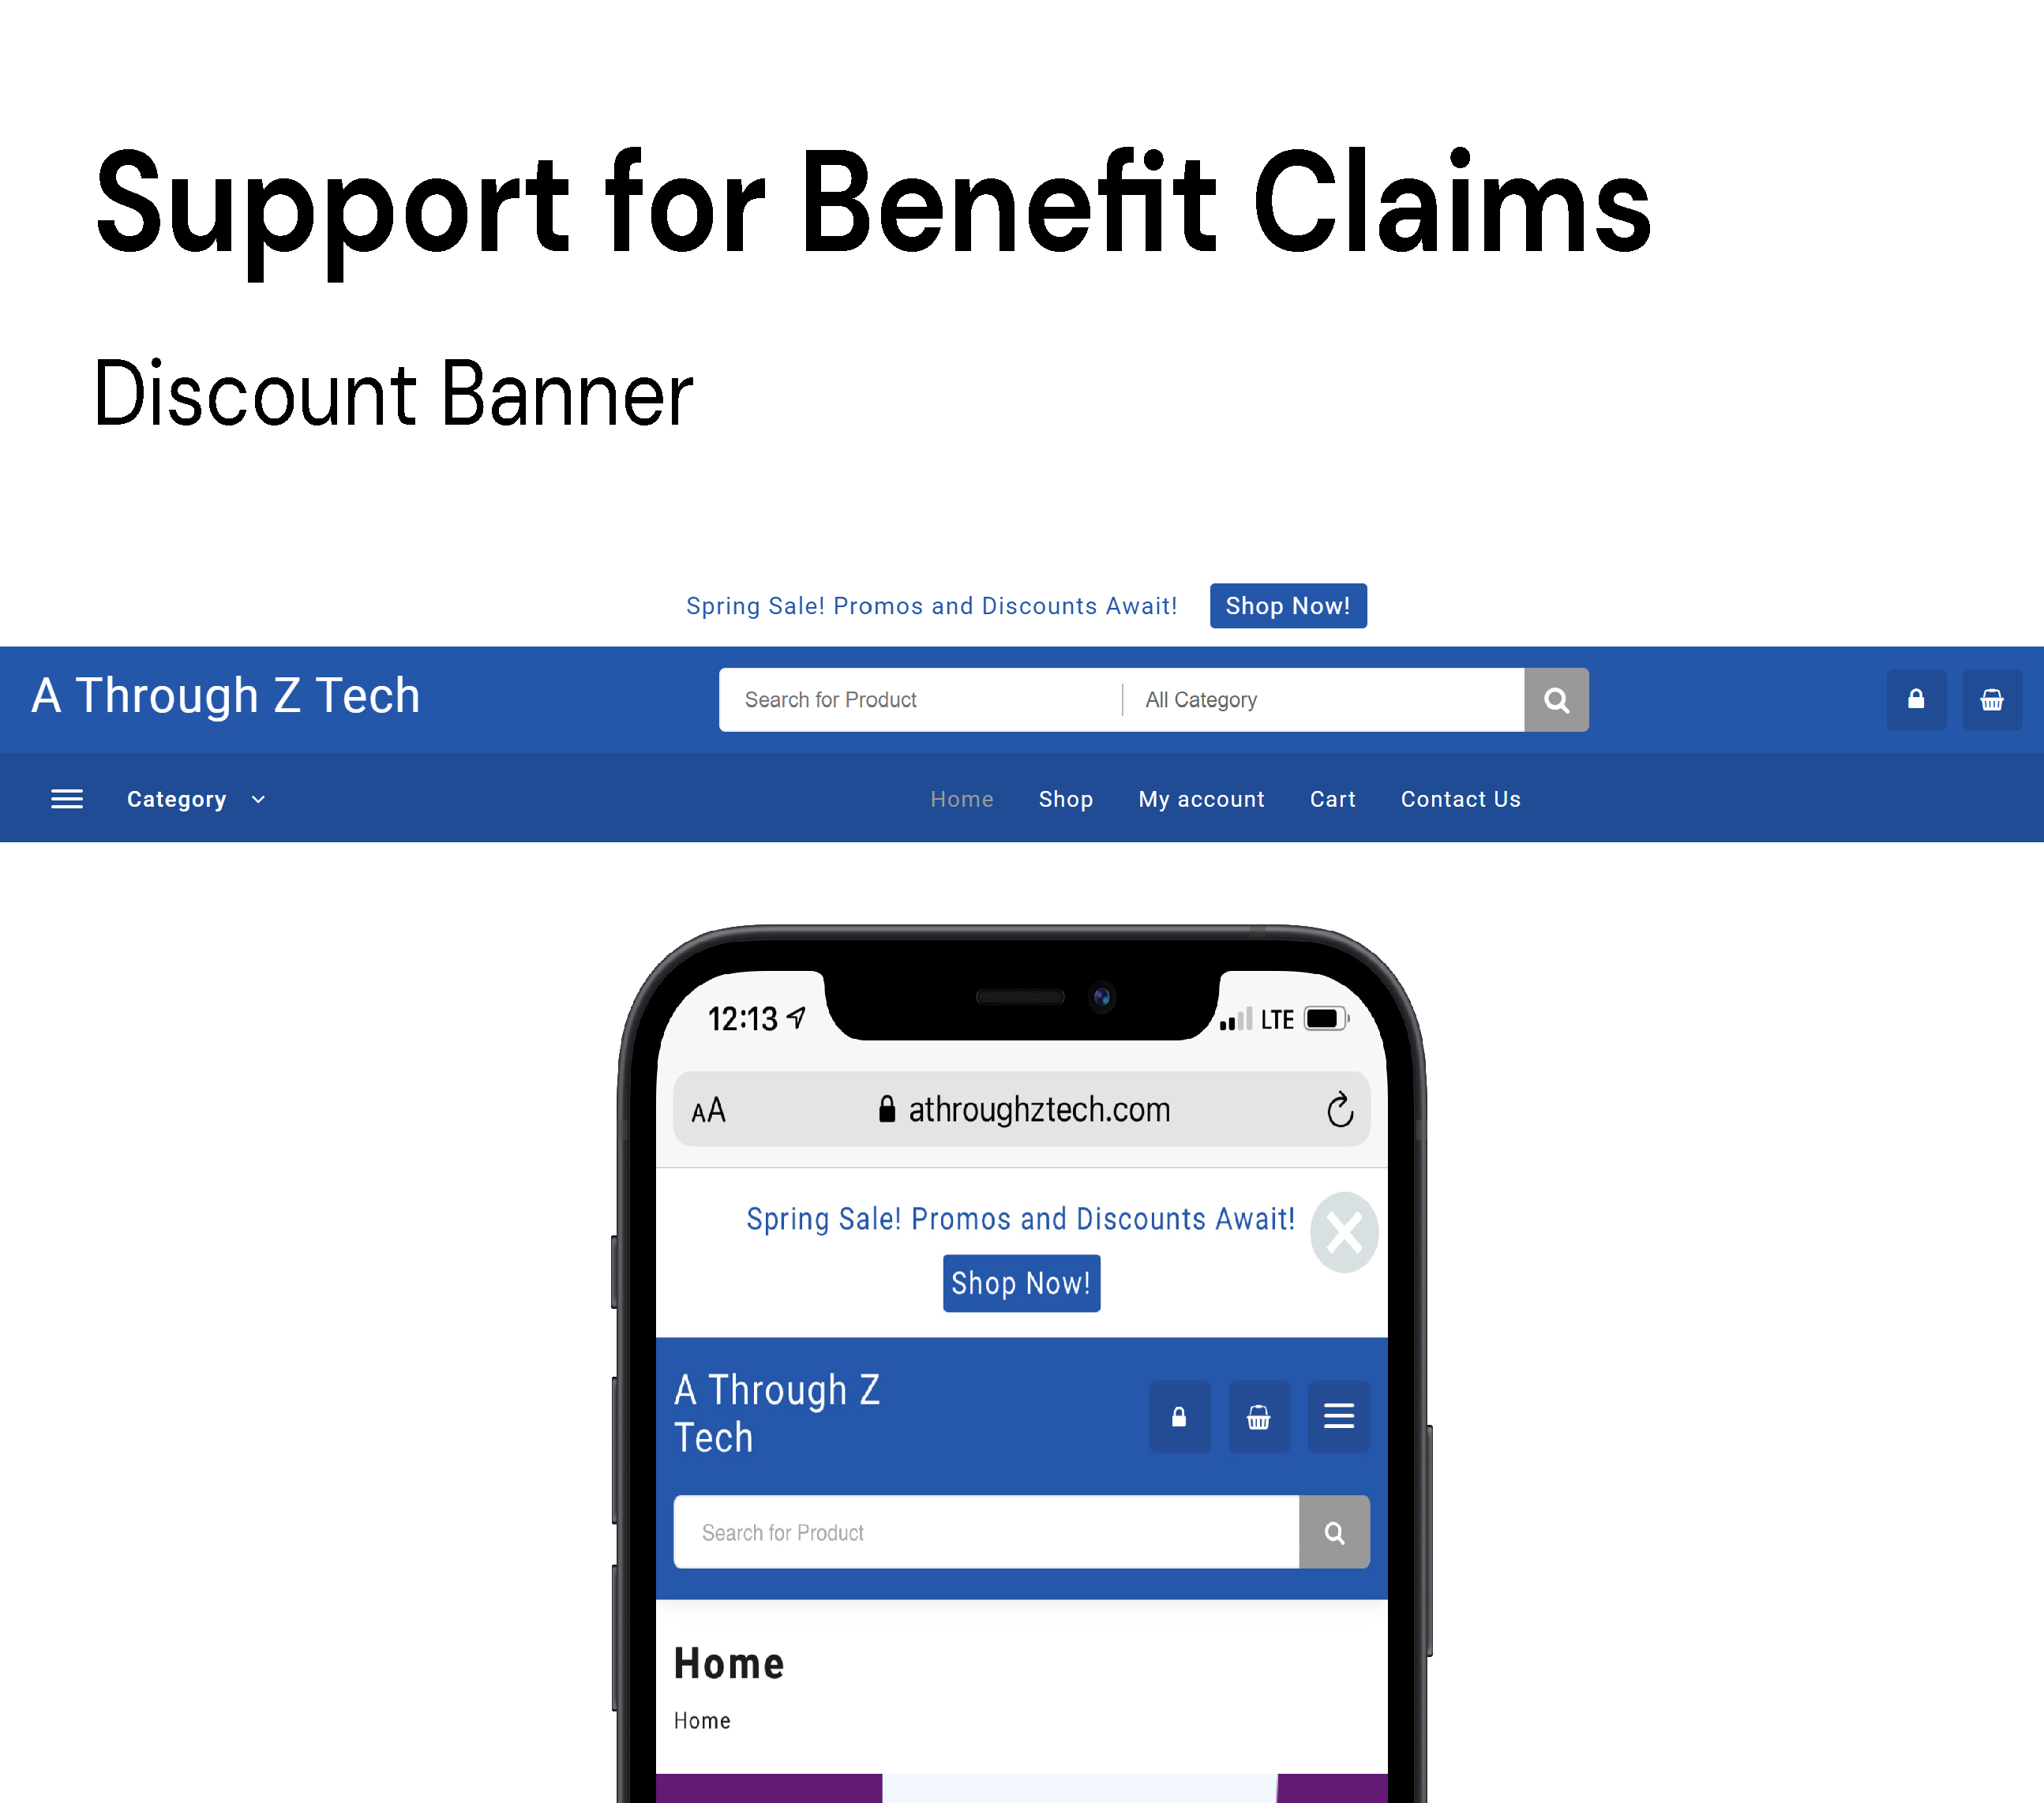 Support for Benefit Claims
Discount Banner
Spring Sale! Promos and Discounts Await! Shop Now!
A Through Z Tech Search for Product All Category
Category Home Shop My account Cart Contact Us
12:13 LTE
AA athroughztech.com
Spring Sale! Promos and Discounts Await!
Shop Now!
A Through Z
Tech
Search for Product
Home
Home